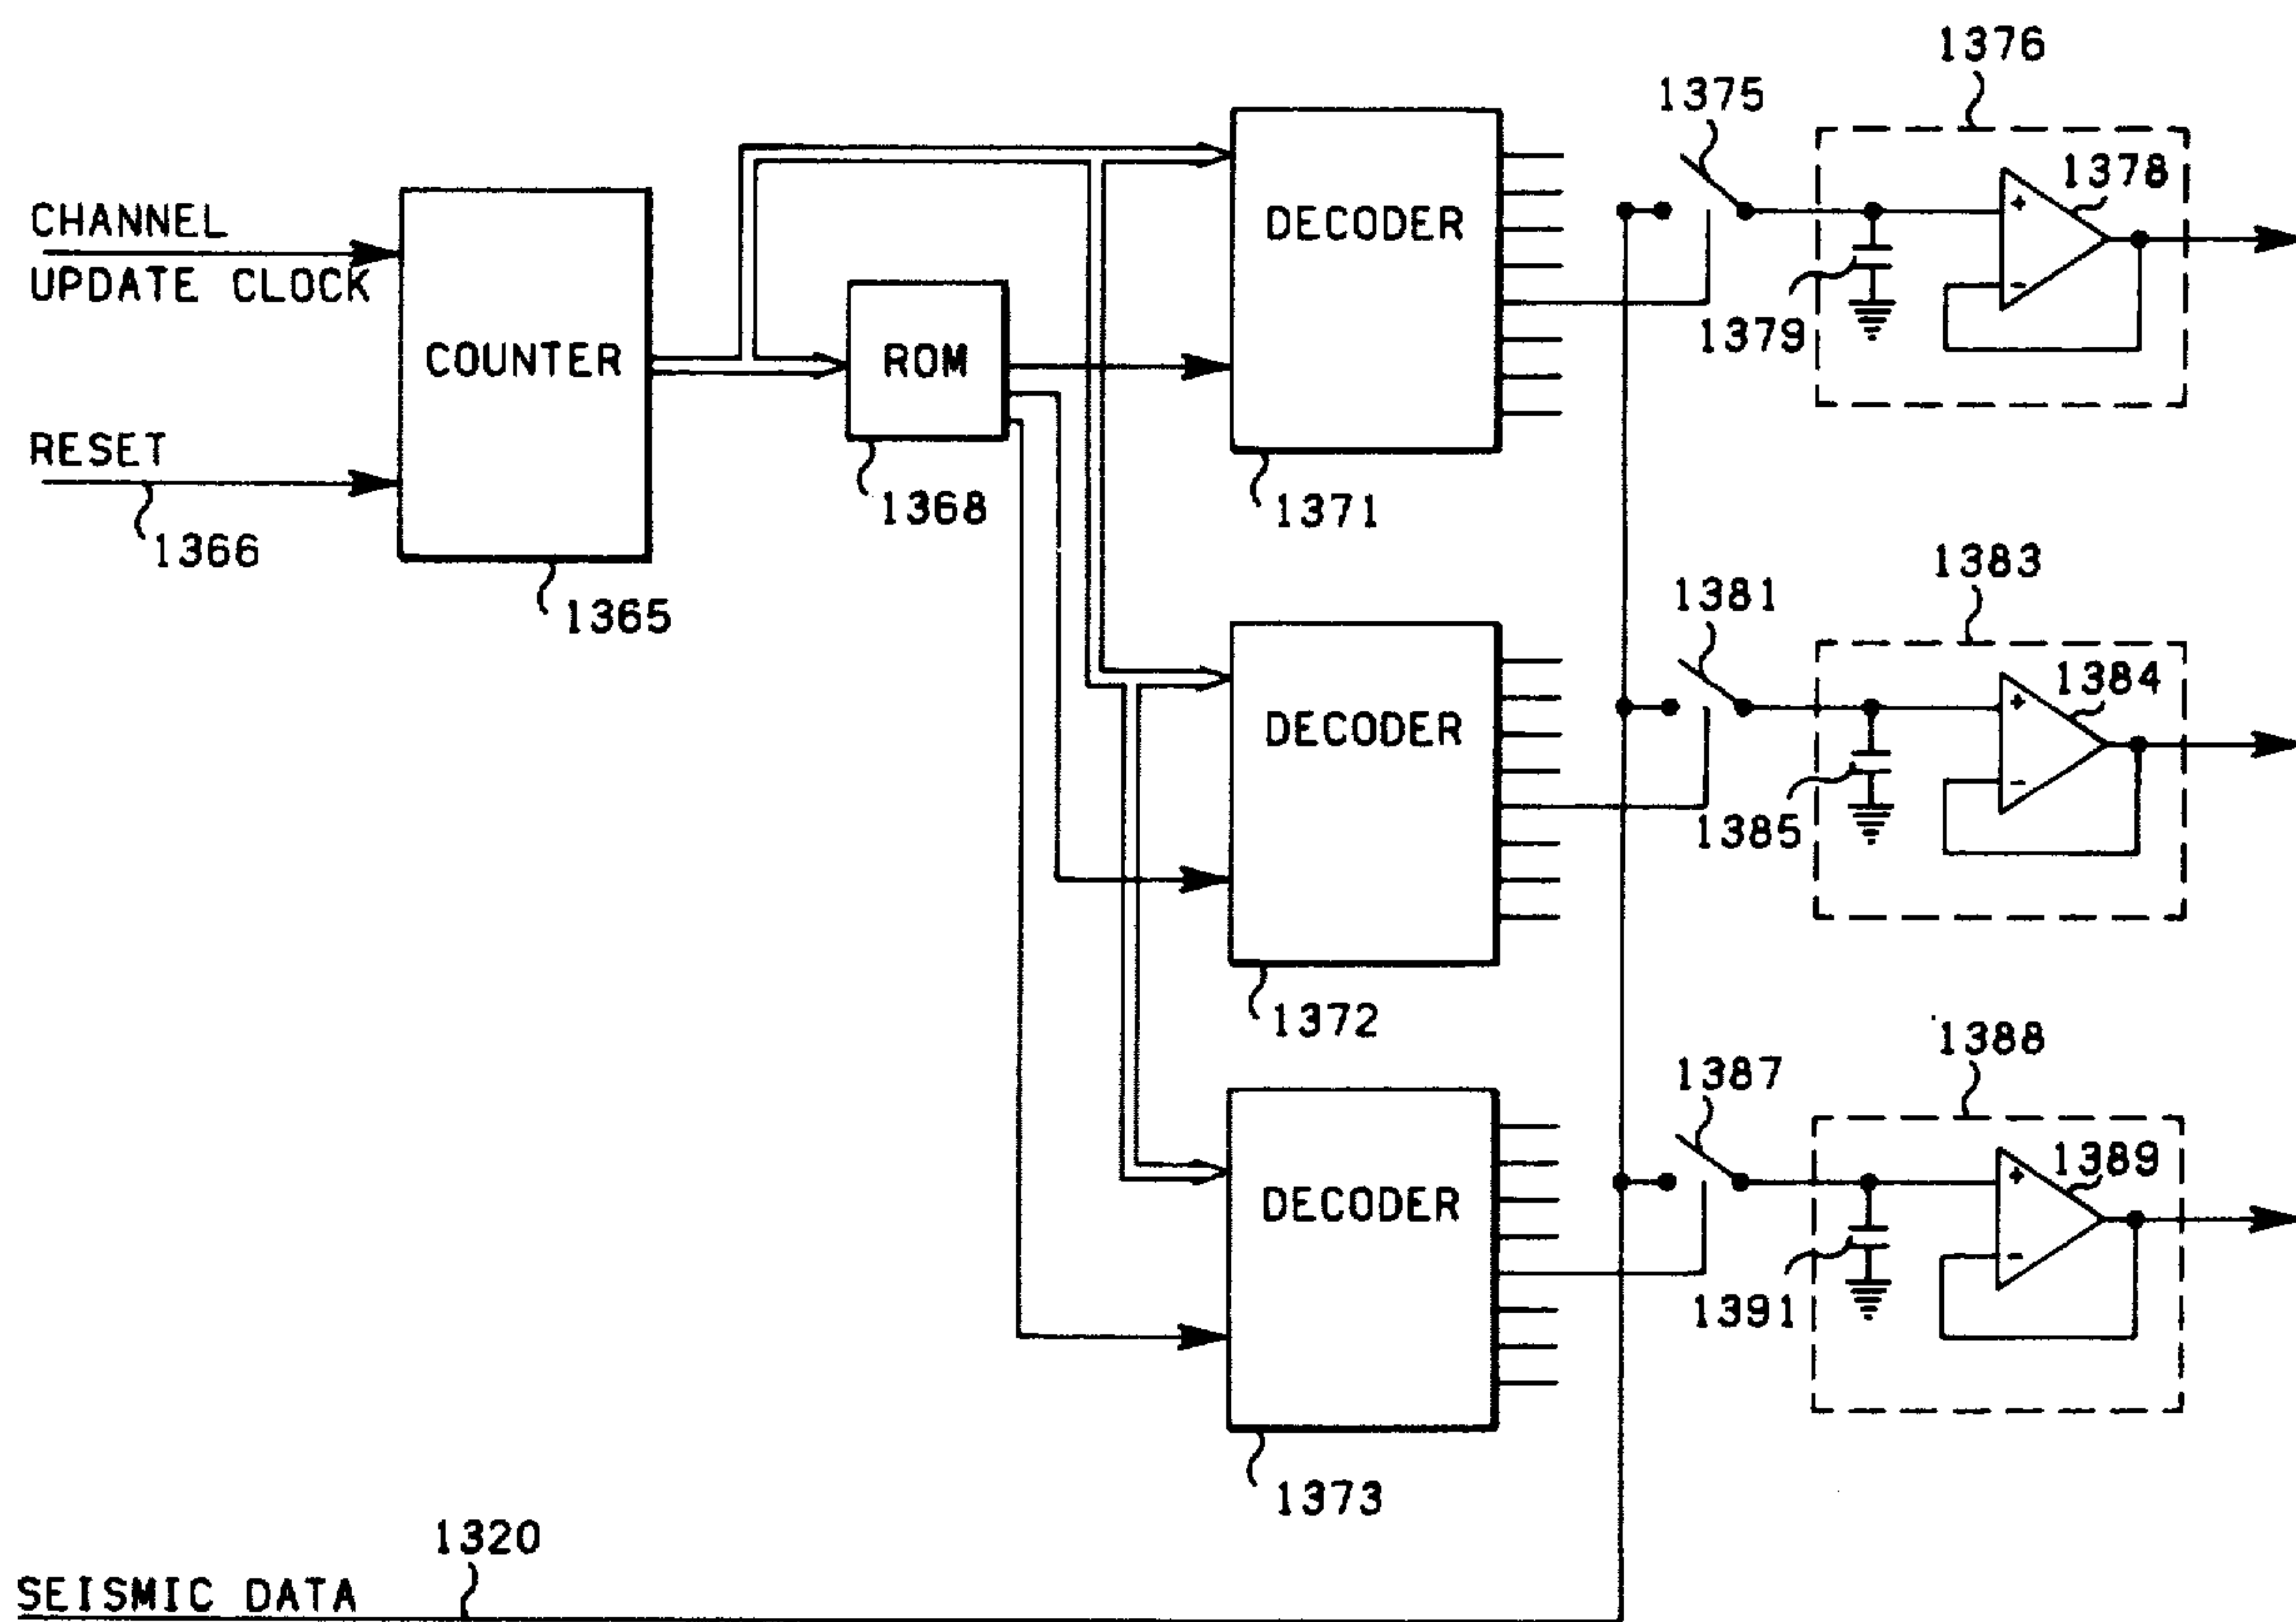 1376
1375
1378
CHANNEL
UPDATE CLOCK
DECODER
+
-
COUNTER
ROM
1379
RESET
1368
1371
1366
1365
1383
1381
1384
DECODER
+
-
1385
1372
1388
1387
1389
DECODER
+
-
1391
1373
1320
SEISMIC DATA